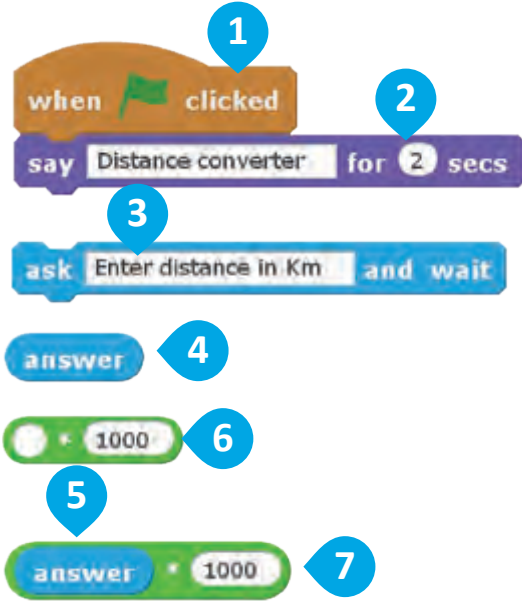 1
when clicked
2
say Distance converter for 2 secs
3
ask Enter distance in Km and wait
answer 4
* 1000 6
5
answer * 1000 7